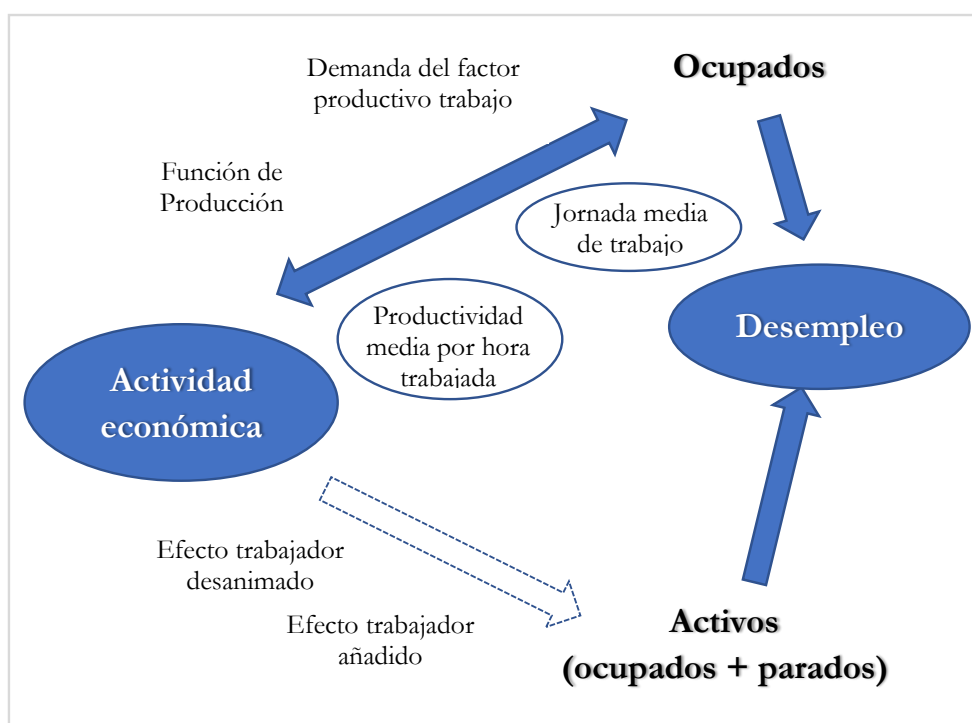 Demanda del factor
productivo trabajo
Ocupados
Función de
Producción
Jornada media
de trabajo
Productividad
media por hora
trabajada
Desempleo
Actividad
económica
Efecto trabajador
desanimado
Efecto trabajador
añadido
Activos
(ocupados + parados)